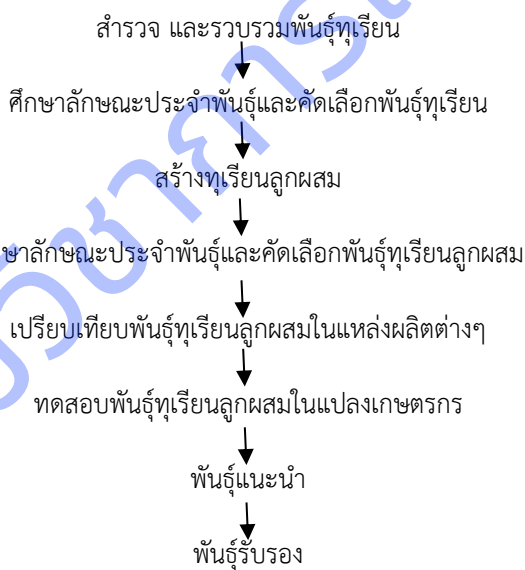 สำรวจ และรวบรวมพันธุ์ทุเรียน
ศึกษาลักษณะประจำพันธุ์และคัดเลือกพันธุ์ทุเรียน
สร้างทุเรียนลูกผสม
ษาลักษณะประจำพันธุ์และคัดเลือกพันธุ์ทุเรียนลูกผสม
เปรียบเทียบพันธุ์ทุเรียนลูกผสมในแหล่งผลิตต่างๆ
ทดสอบพันธุ์ทุเรียนลูกผสมในแปลงเกษตรกร
พันธุ์แนะนำ
พันธุ์รับรอง